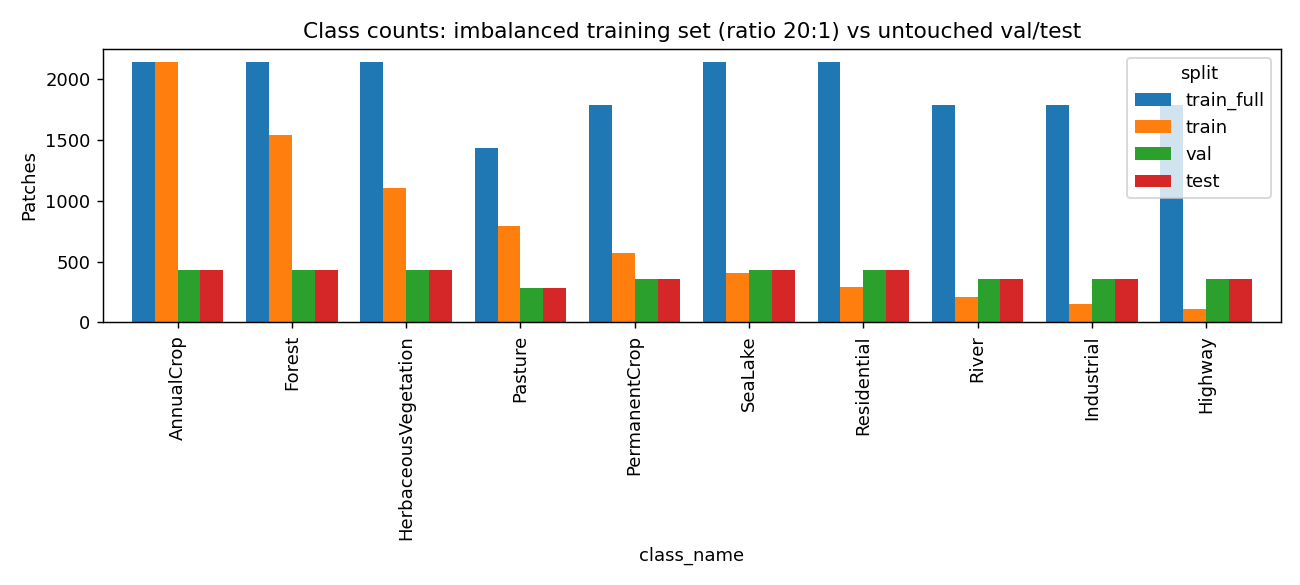 Class counts: imbalanced training set (ratio 20:1) vs untouched val/test
Patches
2000
1500
1000
500
0
split
train_full
train
val
test
AnnualCrop
Forest
HerbaceousVegetation
Pasture
PermanentCrop
SeaLake
Residential
River
Industrial
Highway
class_name